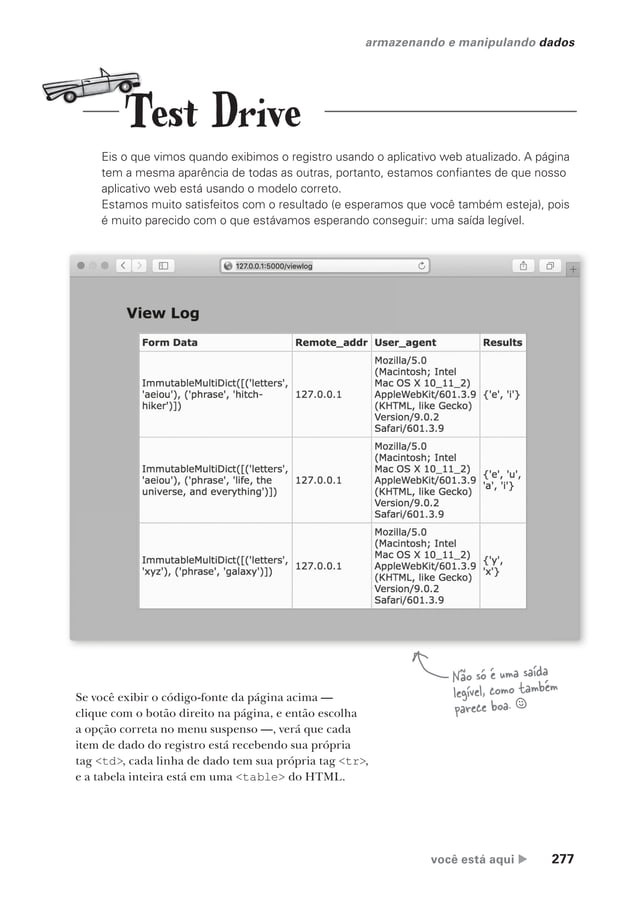 armazenando e manipulando dados
Test Drive
Eis o que vimos quando exibimos o registro usando o aplicativo web atualizado. A página
tem a mesma aparência de todas as outras, portanto, estamos confiantes de que nosso
aplicativo web está usando o modelo correto.
Estamos muito satisfeitos com o resultado (e esperamos que você também esteja), pois
é muito parecido com o que estávamos esperando conseguir: uma saída legível.
127.0.0.1:5000/viewlog
View Log
Form Data Remote_addr User_agent Results
ImmutableMultiDict([('letters',
'aeiou'), ('phrase', 'hitch-
hiker')])
127.0.0.1
Mozilla/5.0
(Macintosh; Intel
Mac OS X 10_11_2)
AppleWebKit/601.3.9
(KHTML, like Gecko)
Version/9.0.2
Safari/601.3.9
{'e', 'i'}
ImmutableMultiDict([('letters',
'aeiou'), ('phrase', 'life, the
universe, and everything')])
127.0.0.1
Mozilla/5.0
(Macintosh; Intel
Mac OS X 10_11_2)
AppleWebKit/601.3.9
(KHTML, like Gecko)
Version/9.0.2
Safari/601.3.9
{'e', 'u',
'a', 'i'}
ImmutableMultiDict([('letters',
'xyz'), ('phrase', 'galaxy')])
127.0.0.1
Mozilla/5.0
(Macintosh; Intel
Mac OS X 10_11_2)
AppleWebKit/601.3.9
(KHTML, like Gecko)
Version/9.0.2
Safari/601.3.9
{'y',
'x'}
Não só é uma saída
legível, como também
parece boa. ☺
Se você exibir o código-fonte da página acima —
clique com o botão direito na página, e então escolha
a opção correta no menu suspenso —, verá que cada
item de dado do registro está recebendo sua própria
tag <td>, cada linha de dado tem sua própria tag <tr>,
e a tabela inteira está em uma <table> do HTML.
você está aqui ▶ 277